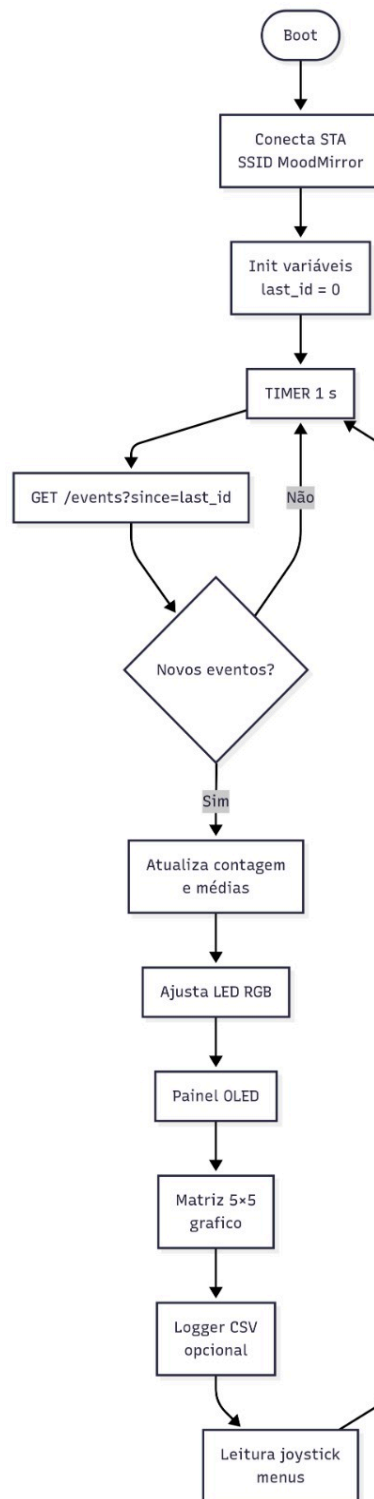 Boot
Conecta STA
SSID MoodMirror
Init variáveis
last_id = 0
TIMER 1 s
GET /events?since=last_id
Não
Novos eventos?
Sim
Atualiza contagem
e médias
Ajusta LED RGB
Painel OLED
Matriz 5×5
grafico
Logger CSV
opcional
Leitura joystick
menus